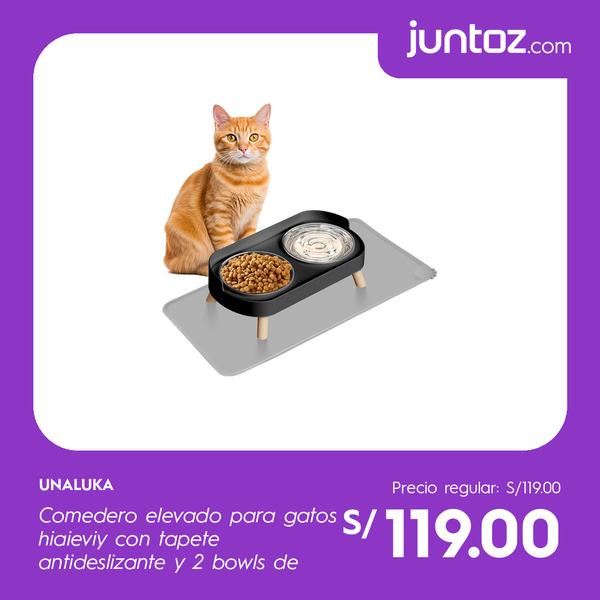 juntoz.com
UNALUKA
Comedero elevado para gatos
hiaieviy con tapete
antideslizante y 2 bowls de
Precio regular: S/119.00
S/119.00